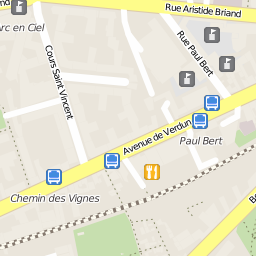 Rue Aristide Briand
rc en Ciel
Cours Saint Vincent
Rue Paul Bert
Avenue de Verdun
Paul Bert
Chemin des Vignes